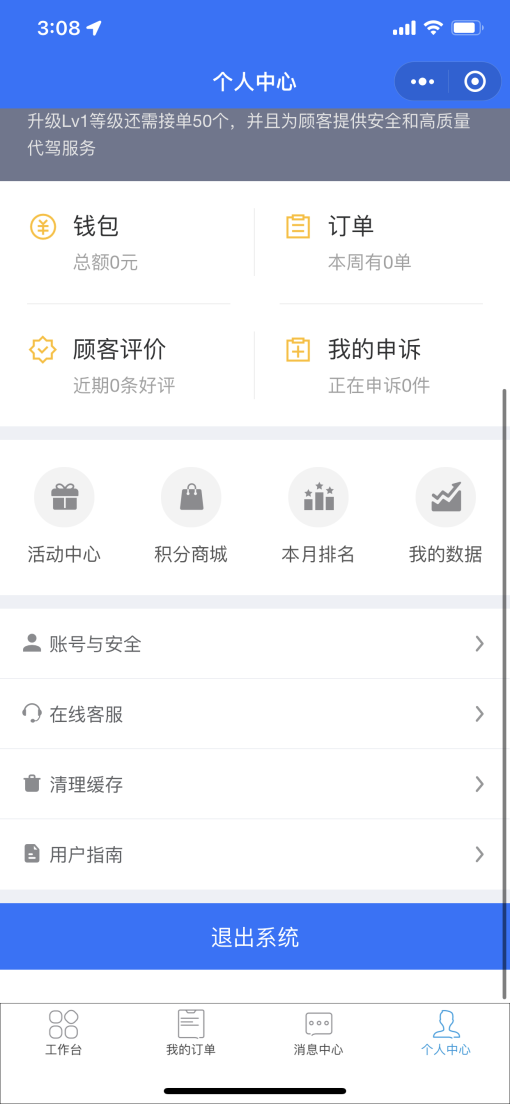 3:08
个人中心
升级Lv1等级还需接单50个，并且为顾客提供安全和高质量
代驾服务
钱包
总额0元
订单
本周有0单
顾客评价
近期0条好评
我的申诉
正在申诉0件
活动中心
积分商城
本月排名
我的数据
账号与安全
在线客服
清理缓存
用户指南
退出系统
工作台
我的订单
消息中心
个人中心